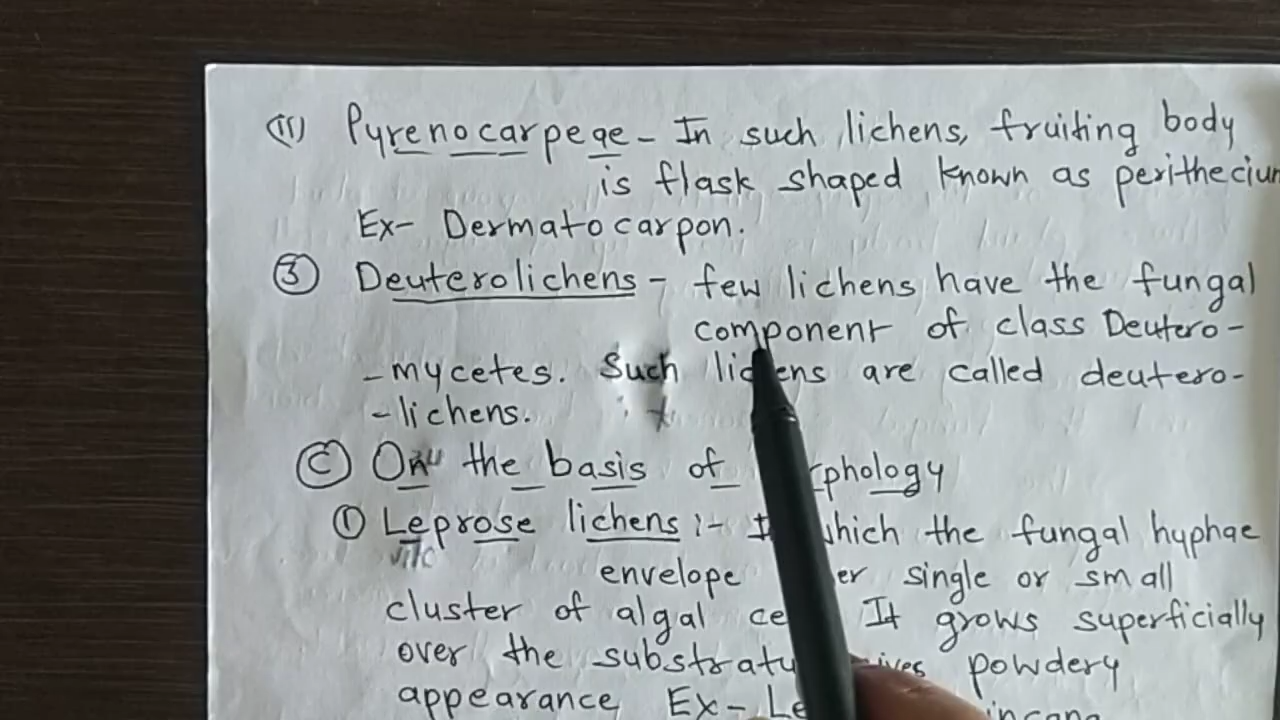 (ii) Pyrenocarpeae - In such lichens, fruiting body
is flask shaped known as perithecium
Ex- Dermatocarpon.
③ Deuterolichens - few lichens have the fungal
component of class Deutero-
-mycetes. Such lichens are called deutero-
-lichens.
Ⓒ On the basis of
① Leprose lichens :- which the fungal hyphae
envelope single or small
cluster of algal It grows superficially
over the powdery
appearance Ex-